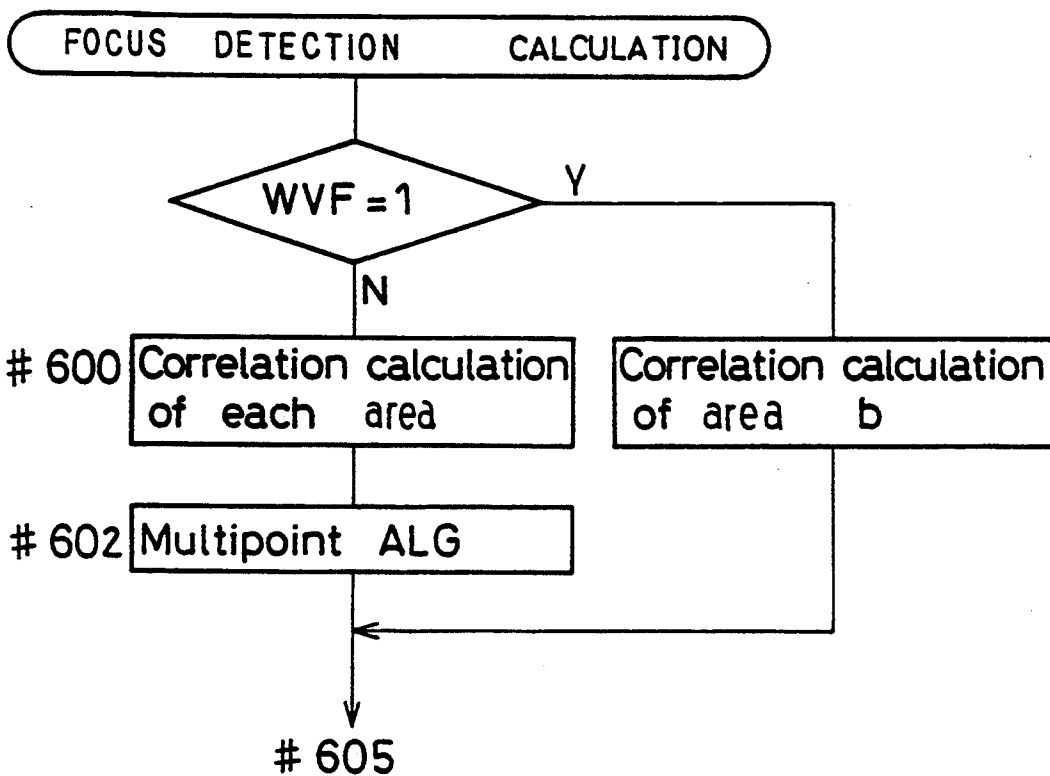 FOCUS DETECTION CALCULATION
WVF = 1
Y
N
# 600
Correlation calculation
of each area
Correlation calculation
of area b
# 602
Multipoint ALG
# 605